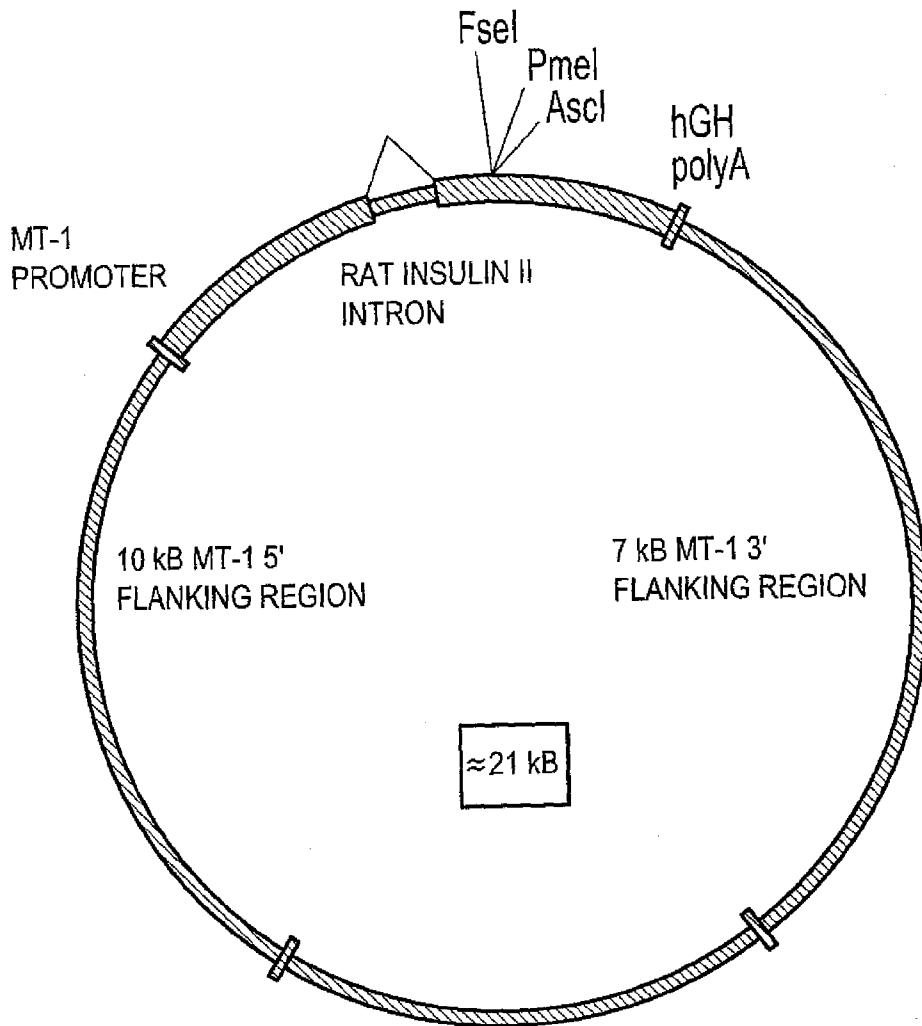 FseI
PmeI
AscI
hGH
polyA
MT-1
PROMOTER
RAT INSULIN II
INTRON
10 kB MT-1 5'
FLANKING REGION
7 kB MT-1 3'
FLANKING REGION
≈21 kB